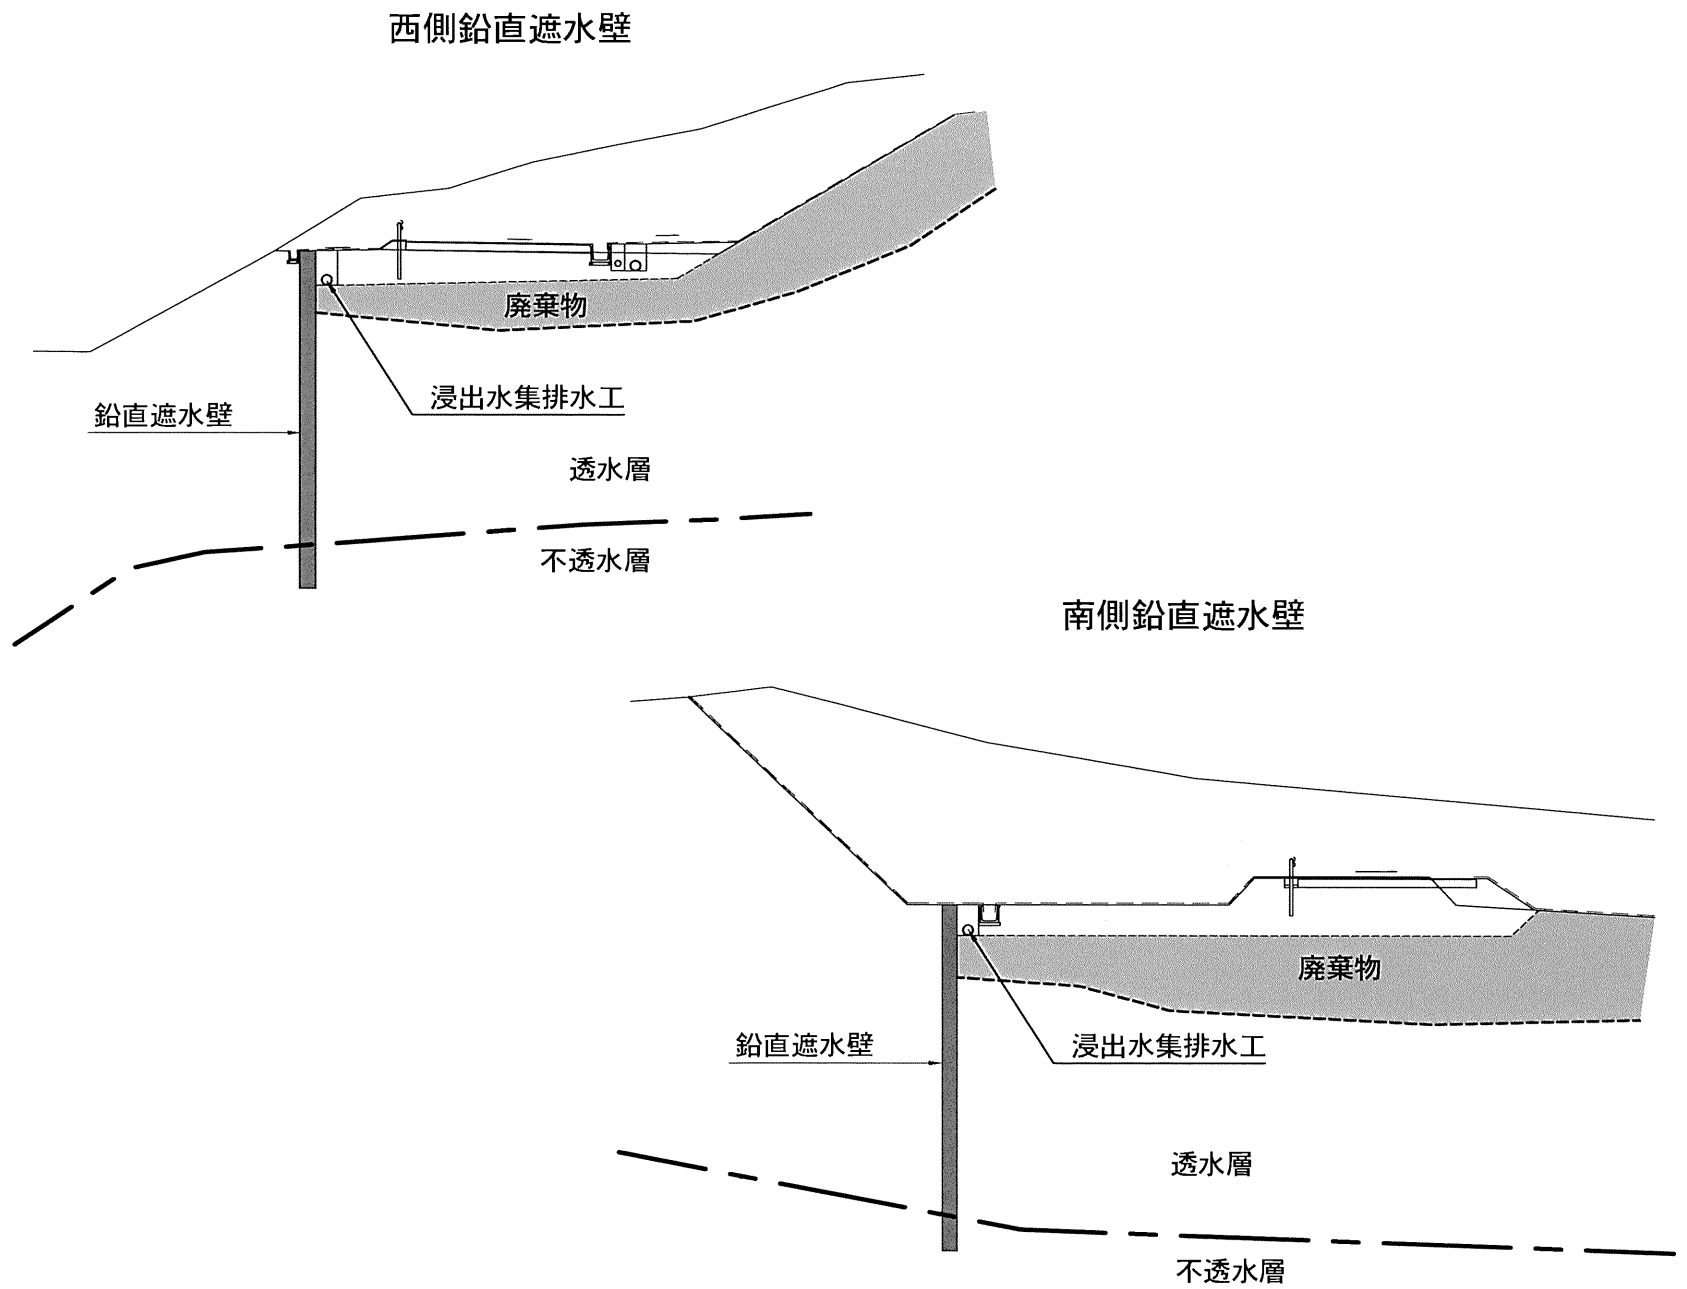 西側鉛直遮水壁
廃棄物
浸出水集排水工
鉛直遮水壁
透水層
不透水層
南側鉛直遮水壁
廃棄物
鉛直遮水壁
浸出水集排水工
透水層
不透水層